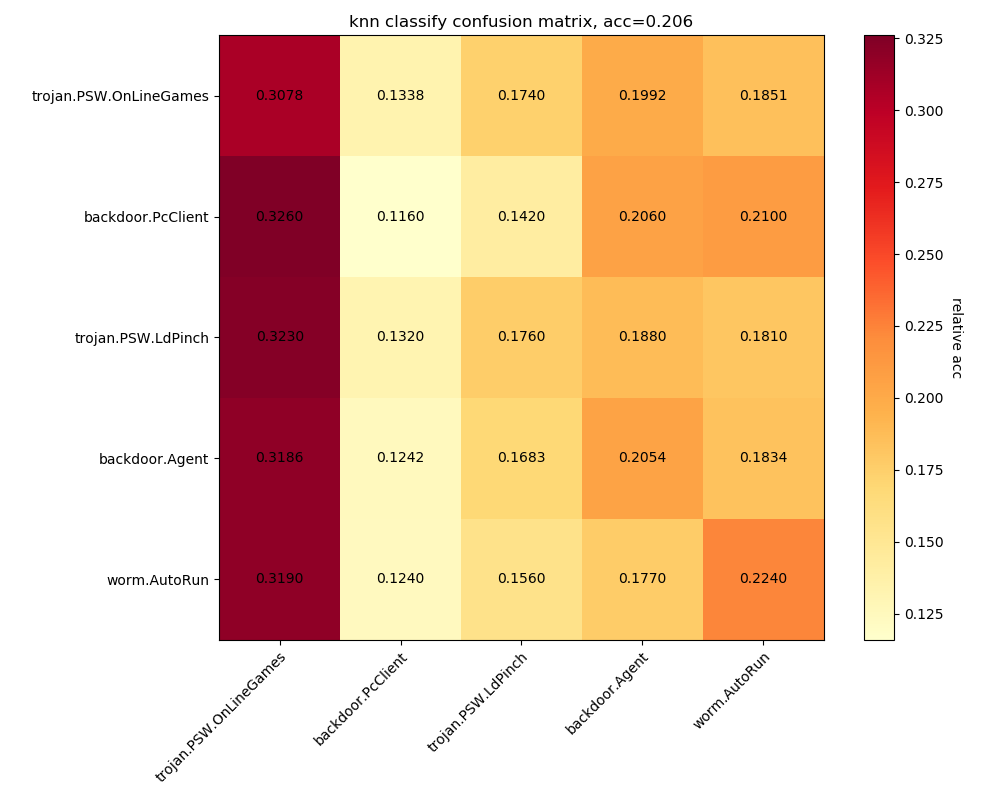 knn classify confusion matrix, acc=0.206
trojan.PSW.OnLineGames 0.3078 0.1338 0.1740 0.1992 0.1851
backdoor.PcClient 0.3260 0.1160 0.1420 0.2060 0.2100
trojan.PSW.LdPinch 0.3230 0.1320 0.1760 0.1880 0.1810
backdoor.Agent 0.3186 0.1242 0.1683 0.2054 0.1834
worm.AutoRun 0.3190 0.1240 0.1560 0.1770 0.2240
trojan.PSW.OnLineGames
backdoor.PcClient
trojan.PSW.LdPinch
backdoor.Agent
worm.AutoRun
0.325
0.300
0.275
0.250
0.225
0.200
0.175
0.150
0.125
relative acc